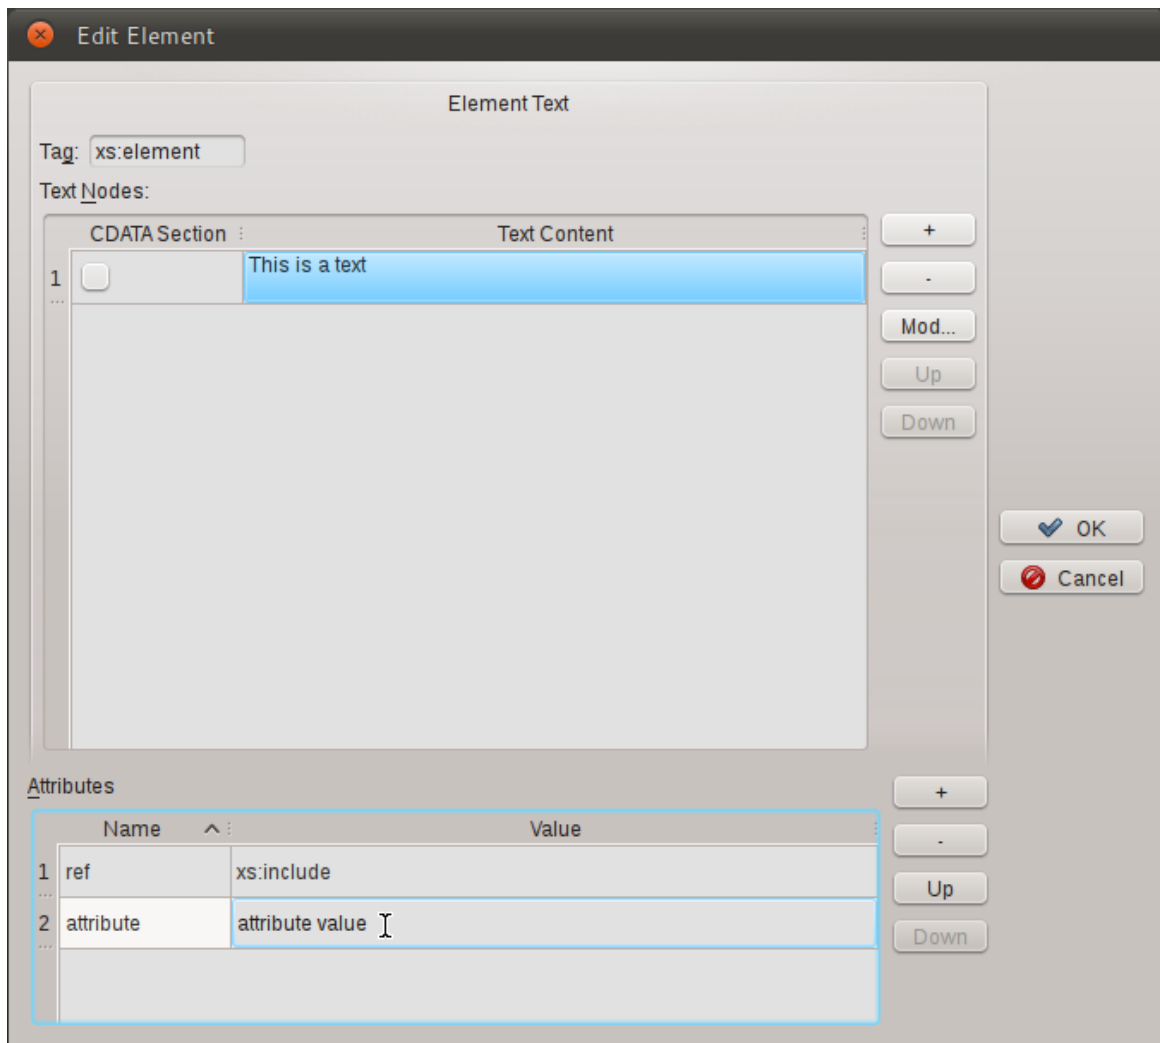 Edit Element
Element Text
Tag: xs:element
Text Nodes:
CDATA Section Text Content
+
1 This is a text
-
Mod...
Up
Down
OK
Cancel
Attributes
+
Name Value
-
1 ref xs:include
Up
2 attribute attribute value
Down